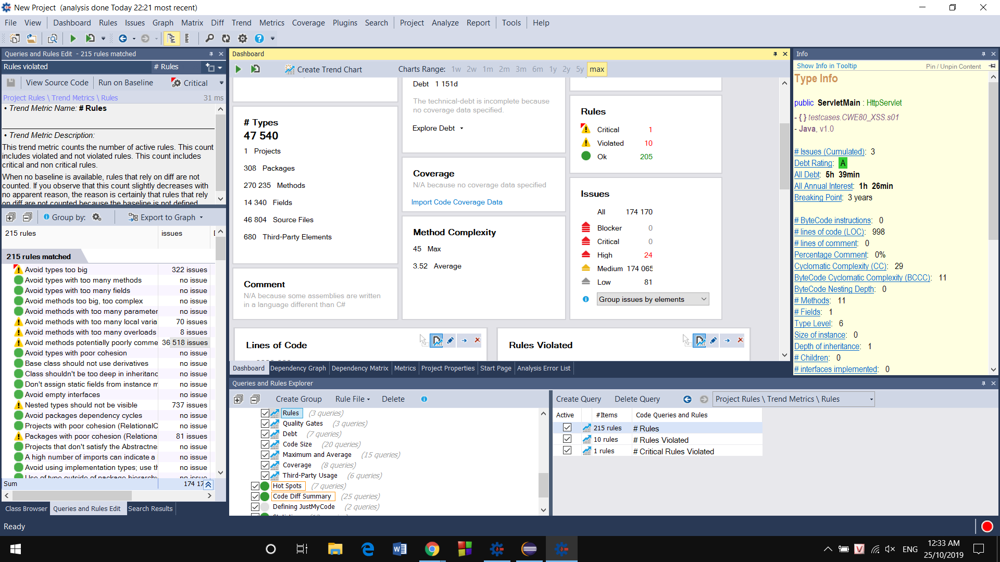 New Project  (analysis done Today 22:21 most recent)
File View Dashboard Rules Issues Graph Matrix Diff Trend Metrics Coverage Plugins Search Project Analyze Report Tools Help
Queries and Rules Edit  - 215 rules matched
Rules violated # Rules
View Source Code Run on Baseline Critical
Project Rules \ Trend Metrics \ Rules 31 ms
• Trend Metric Name: # Rules
• Trend Metric Description:
This trend metric counts the number of active rules. This count
includes violated and not violated rules. This count includes
critical and non critical rules.
When no baseline is available, rules that rely on diff are not
counted. If you observe that this count slightly decreases with
no apparent reason, the reason is certainly that rules that rely
on diff are not counted because the baseline is not defined.
Group by: Export to Graph
215 rules issues
215 rules matched
Avoid types too big 322 issues
Avoid types with too many methods no issue
Avoid types with too many fields no issue
Avoid methods too big, too complex no issue
Avoid methods with too many parameter no issue
Avoid methods with too many local varia 70 issues
Avoid methods with too many overloads 8 issues
Avoid methods potentially poorly comme 36 518 issues
Avoid types with poor cohesion no issue
Base class should not use derivatives no issue
Class shouldn't be too deep in inheritanc no issue
Don't assign static fields from instance m no issue
Avoid empty interfaces no issue
Nested types should not be visible 737 issues
Avoid packages dependency cycles no issue
Projects with poor cohesion (RelationalC no issue
Packages with poor cohesion (Relationa 81 issues
Projects that don't satisfy the Abstractne no issue
A high number of imports can indicate a no issue
Avoid using implementation types; use th no issue
Use of type outside of package hierarchy no issue
Sum 174 17
Class Browser Queries and Rules Edit Search Results
Ready
Dashboard
Create Trend Chart Charts Range: 1w 2w 1m 2m 3m 6m 1y 2y 5y max
# Types
47 540
1 Projects
308 Packages
270 235 Methods
14 340 Fields
46 804 Source Files
680 Third-Party Elements
Comment
N/A because some assemblies are written
in a language different than C#
Debt 1 151d
The technical-debt is incomplete because
no coverage data specified.
Explore Debt
Coverage
N/A because no coverage data specified
Import Code Coverage Data
Method Complexity
45 Max
3.52 Average
Rules
Critical 1
Violated 10
Ok 205
Issues
All 174 170
Blocker 0
Critical 0
High 24
Medium 174 065
Low 81
Group issues by elements
Lines of Code
Rules Violated
Dashboard Dependency Graph Dependency Matrix Metrics Project Properties Start Page Analysis Error List
Queries and Rules Explorer
Create Group Rule File Delete
Rules (3 queries)
Quality Gates (3 queries)
Debt (7 queries)
Code Size (20 queries)
Maximum and Average (15 queries)
Coverage (8 queries)
Third-Party Usage (6 queries)
Hot Spots (7 queries)
Code Diff Summary (25 queries)
Defining JustMyCode (2 queries)
Create Query Delete Query Project Rules \ Trend Metrics \ Rules
Active #Items Code Queries and Rules
215 rules # Rules
10 rules # Rules Violated
1 rules # Critical Rules Violated
Info
Show Info in Tooltip Pin / Unpin Content
Type Info
public ServletMain : HttpServlet
- { } testcases.CWE80_XSS.s01
- Java, v1.0
# Issues (Cumulated): 3
Debt Rating: A
All Debt: 5h 39min
All Annual Interest: 1h 26min
Breaking Point: 3 years
# ByteCode instructions: 0
# lines of code (LOC): 998
# lines of comment: 0
Percentage Comment: 0%
Cyclomatic Complexity (CC): 29
ByteCode Cyclomatic Complexity (BCCC): 11
ByteCode Nesting Depth: 0
# Methods: 11
# Fields: 1
Type Level: 6
Size of instance: 0
Depth of inheritance: 1
# Children: 0
# interfaces implemented: 0
ENG
12:33 AM
25/10/2019